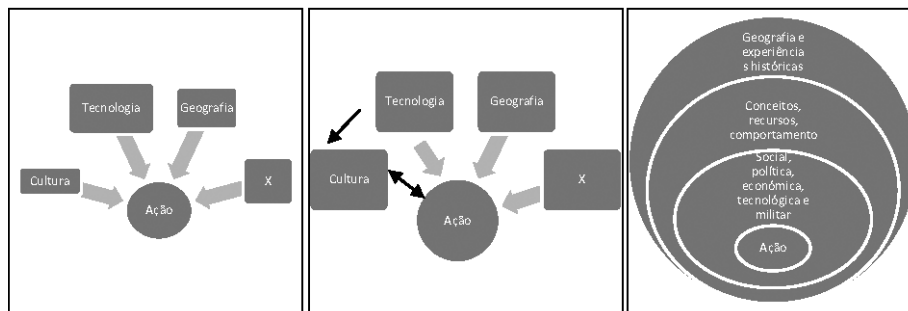 Tecnologia
Geografia
Cultura
X
Ação
Tecnologia
Geografia
Cultura
X
Ação
Geografia e
experiência
s históricas
Conceitos,
recursos,
comportamento
Social,
política,
económica,
tecnológica e
militar
Ação